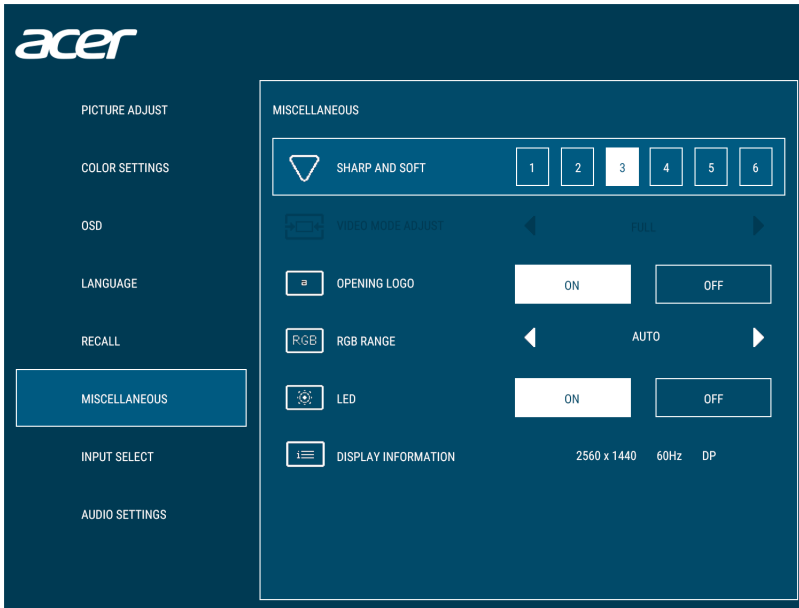 acer
PICTURE ADJUST
COLOR SETTINGS
OSD
LANGUAGE
RECALL
MISCELLANEOUS
INPUT SELECT
AUDIO SETTINGS
MISCELLANEOUS
SHARP AND SOFT 1 2 3 4 5 6
VIDEO MODE ADJUST FULL
a OPENING LOGO ON OFF
RGB RGB RANGE AUTO
LED ON OFF
i DISPLAY INFORMATION 2560 x 1440 60Hz DP